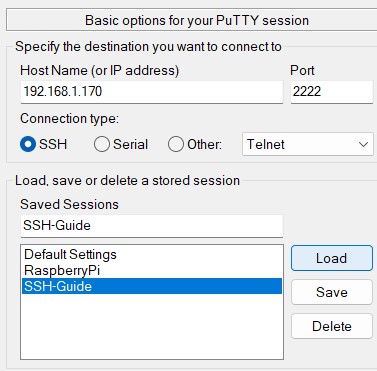 Basic options for your PuTTY session
Specify the destination you want to connect to
Host Name (or IP address) Port
192.168.1.170 2222
Connection type:
SSH Serial Other: Telnet
Load, save or delete a stored session
Saved Sessions
SSH-Guide
Default Settings Load
RaspberryPi
SSH-Guide Save
Delete